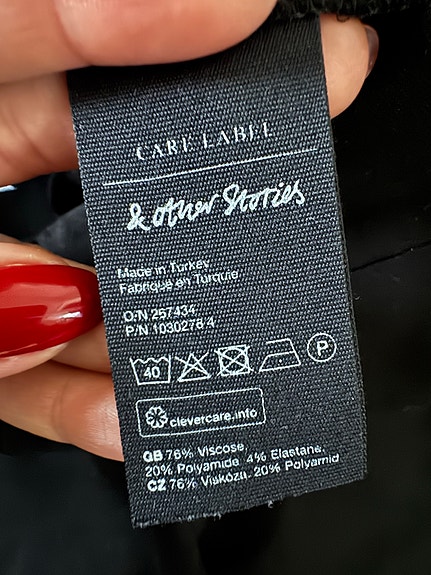 CARE LABEL
& Other Stories
Made in Turkey
Fabriqué en Turquie
O:N 257434
P/N 1030278 4
40 P
clevercare.info
GB 76% Viscose,
20% Polyamide, 4% Elastane,
CZ 76% Viskózu, 20% Polyamid